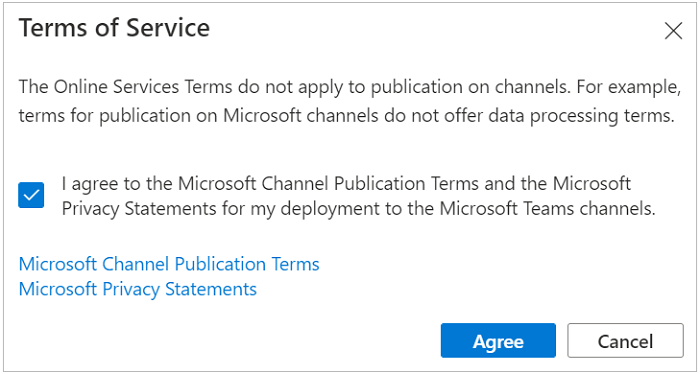 Terms of Service
The Online Services Terms do not apply to publication on channels. For example,
terms for publication on Microsoft channels do not offer data processing terms.
I agree to the Microsoft Channel Publication Terms and the Microsoft
Privacy Statements for my deployment to the Microsoft Teams channels.
Microsoft Channel Publication Terms
Microsoft Privacy Statements
Agree Cancel